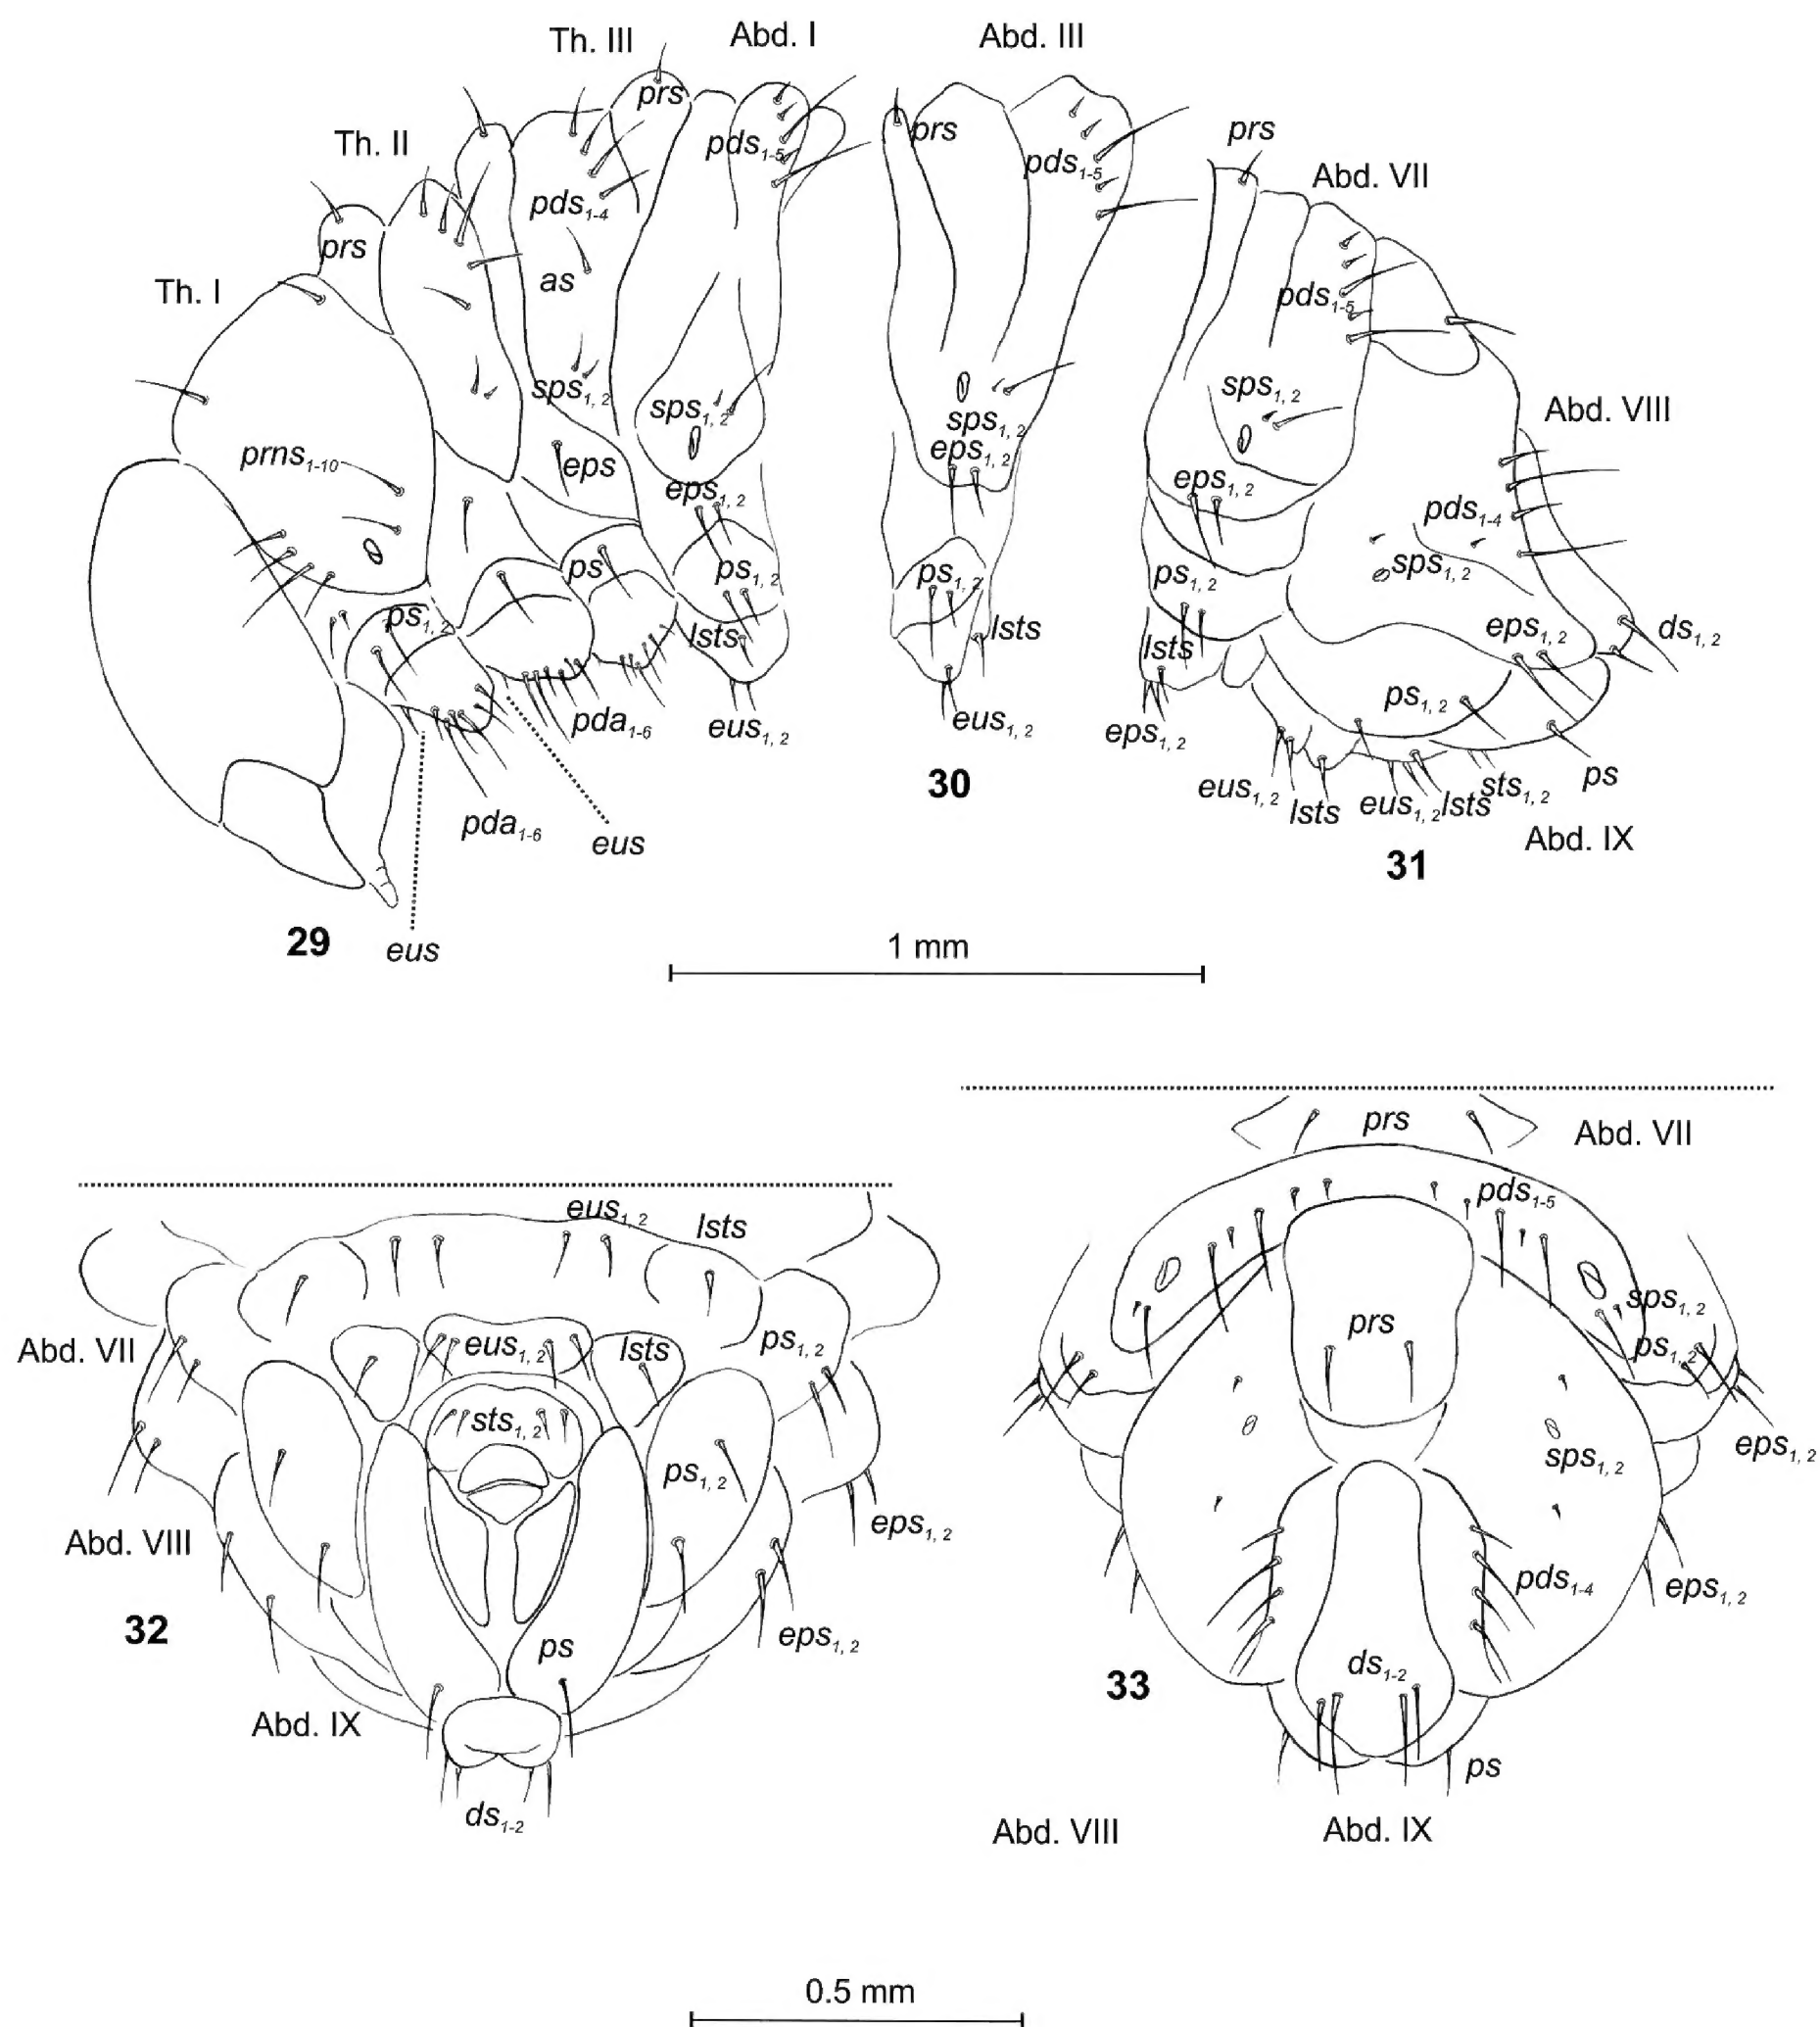 Th. III
Abd. I
Abd. III
prs
Th. II
prs
prs
Abd. VII
pds1-5
pds1-5
pds1-4
prs
as
Th. I
pds1-5
sps1, 2
sps1, 2
sps1, 2
sps1, 2
Abd. VIII
prns1-10
eps
eps1, 2
eps1, 2
eps1, 2
pds1-4
ps
ps1, 2
ps1, 2
ps1, 2
sps1, 2
ps1, 2
lsts
lsts
lsts
eps1, 2
ds1, 2
pda1-6
eus1, 2
eus1, 2
eps1, 2
ps1, 2
pda1-6
eus
30
eus1, 2
lsts
eus1, 2
lsts
sts1, 2
ps
Abd. IX
31
29
eus
1 mm
prs
Abd. VII
eus1, 2
lsts
pds1-5
Abd. VII
eus1, 2
lsts
ps1, 2
prs
sps1, 2
ps1, 2
sts1, 2
ps1, 2
sps1, 2
eps1, 2
Abd. VIII
eps1, 2
pds1-4
eps1, 2
32
ps
eps1, 2
ds1-2
33
Abd. IX
ps
ds1-2
Abd. VIII
Abd. IX
0.5 mm